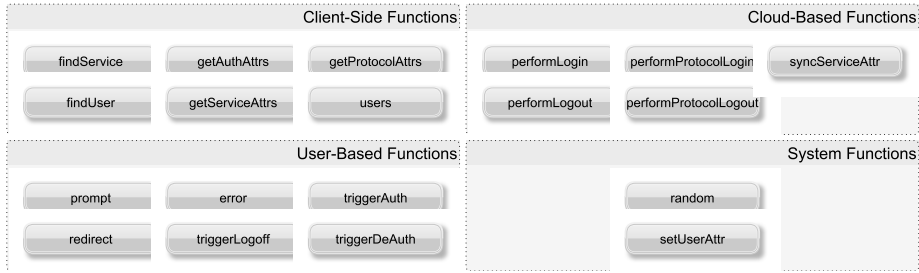 Client-Side Functions
findService
getAuthAttrs
getProtocolAttrs
findUser
getServiceAttrs
users
Cloud-Based Functions
performLogin
performProtocolLogin
syncServiceAttr
performLogout
performProtocolLogout
User-Based Functions
prompt
error
triggerAuth
redirect
triggerLogoff
triggerDeAuth
System Functions
random
setUserAttr